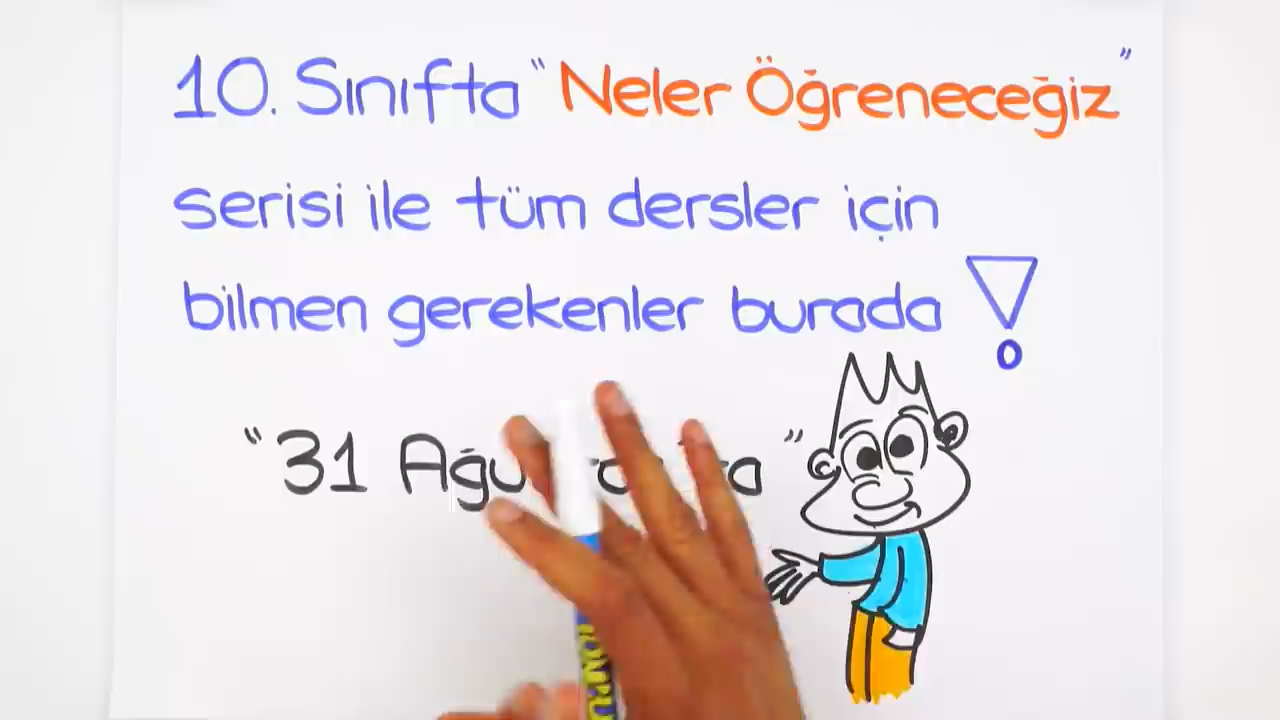 10. Sınıfta "Neler Öğreneceğiz"
serisi ile tüm dersler için
bilmen gerekenler burada !
"31